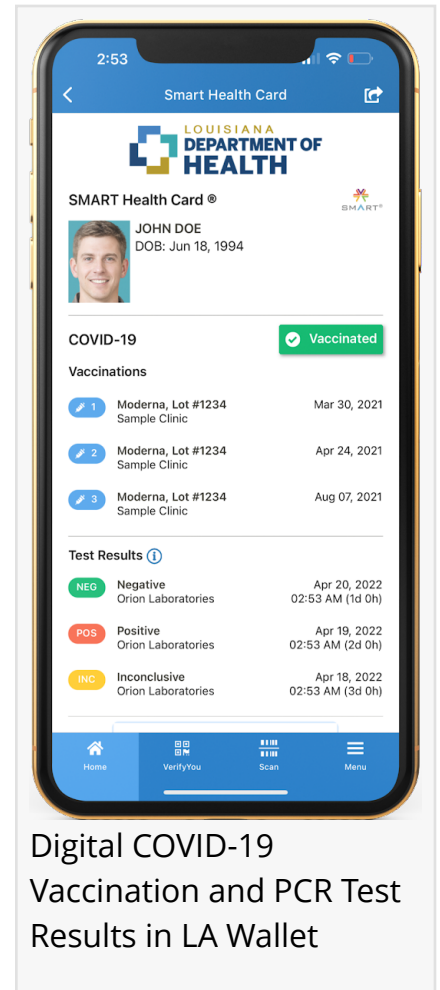 2:53
Smart Health Card
LOUISIANA
DEPARTMENT OF
HEALTH
SMART Health Card ®
SMART®
JOHN DOE
DOB: Jun 18, 1994
COVID-19
Vaccinated
Vaccinations
1 Moderna, Lot #1234 Mar 30, 2021
Sample Clinic
2 Moderna, Lot #1234 Apr 24, 2021
Sample Clinic
3 Moderna, Lot #1234 Aug 07, 2021
Sample Clinic
Test Results i
NEG Negative Apr 20, 2022
Orion Laboratories 02:53 AM (1d 0h)
POS Positive Apr 19, 2022
Orion Laboratories 02:53 AM (2d 0h)
INC Inconclusive Apr 18, 2022
Orion Laboratories 02:53 AM (3d 0h)
Home VerifyYou Scan Menu
Digital COVID-19
Vaccination and PCR Test
Results in LA Wallet